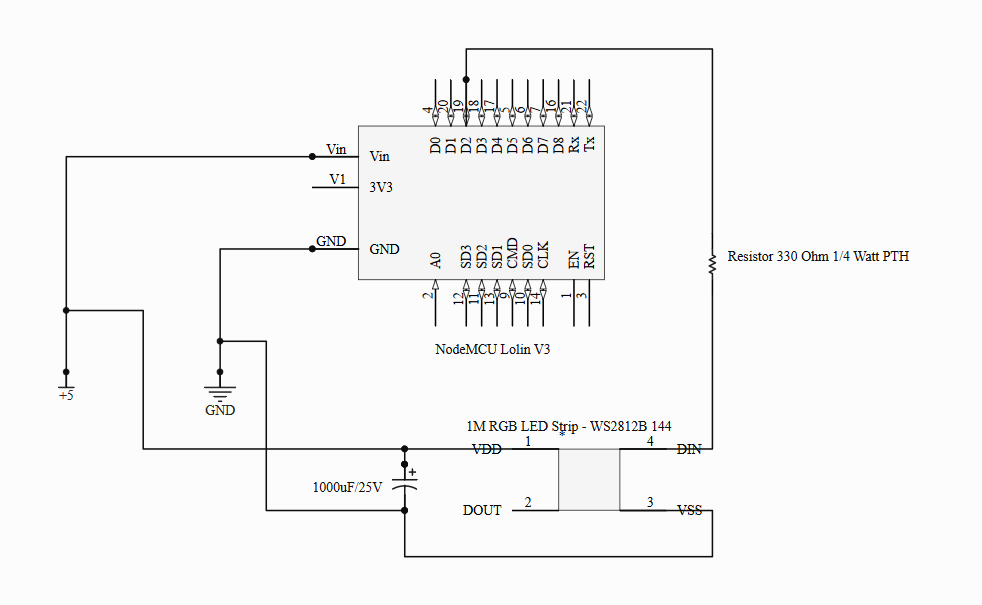 4 20 19 18 17 5 6 7 16 21 22
D0 D1 D2 D3 D4 D5 D6 D7 D8 Rx Tx
Vin Vin
V1 3V3
GND GND
A0 SD3 SD2 SD1 CMD SD0 CLK EN RST
2 12 11 13 9 10 14 1 3
NodeMCU Lolin V3
Resistor 330 Ohm 1/4 Watt PTH
+5
GND
1M RGB LED Strip - WS2812B 144
*
VDD 1 4 DIN
+
1000uF/25V
DOUT 2 3 VSS